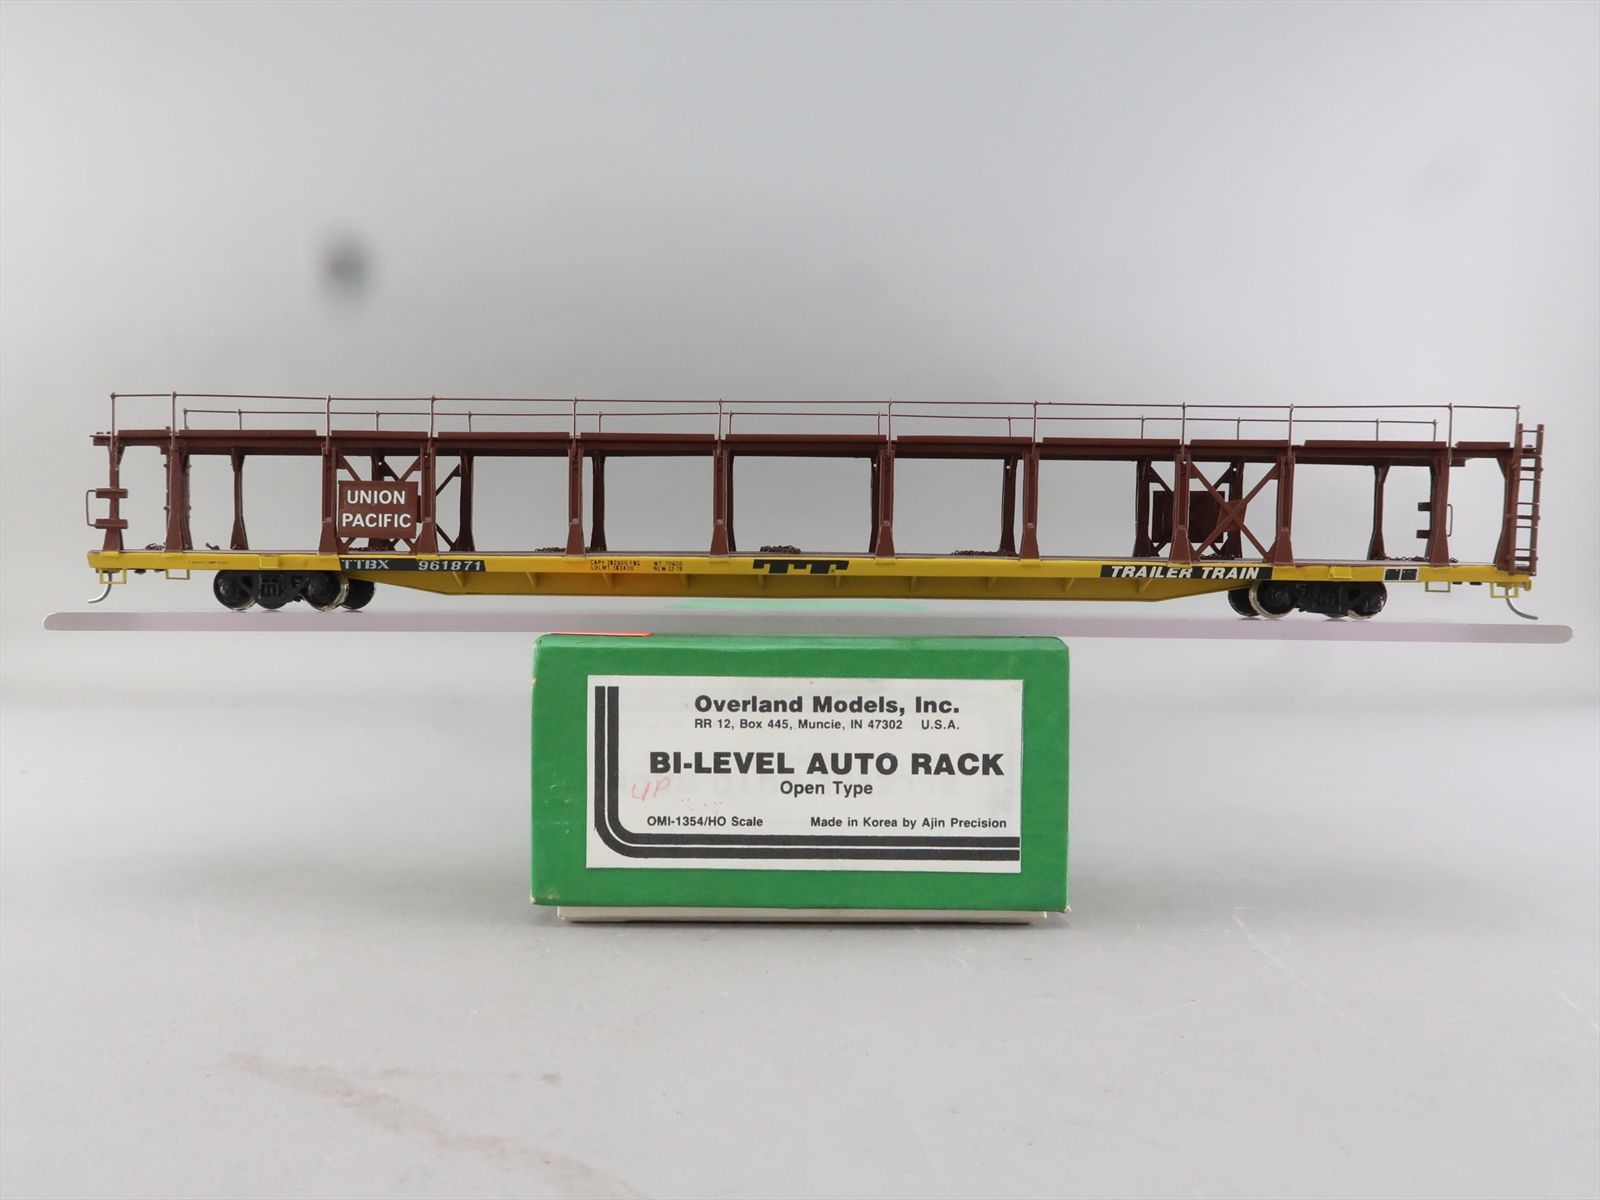 UNION
PACIFIC
TTBX 961871
TT
TRAILER TRAIN
Overland Models, Inc.
RR 12, Box 445, Muncie, IN 47302 U.S.A.
BI-LEVEL AUTO RACK
Open Type
UP
OMI-1354/HO Scale Made in Korea by Ajin Precision